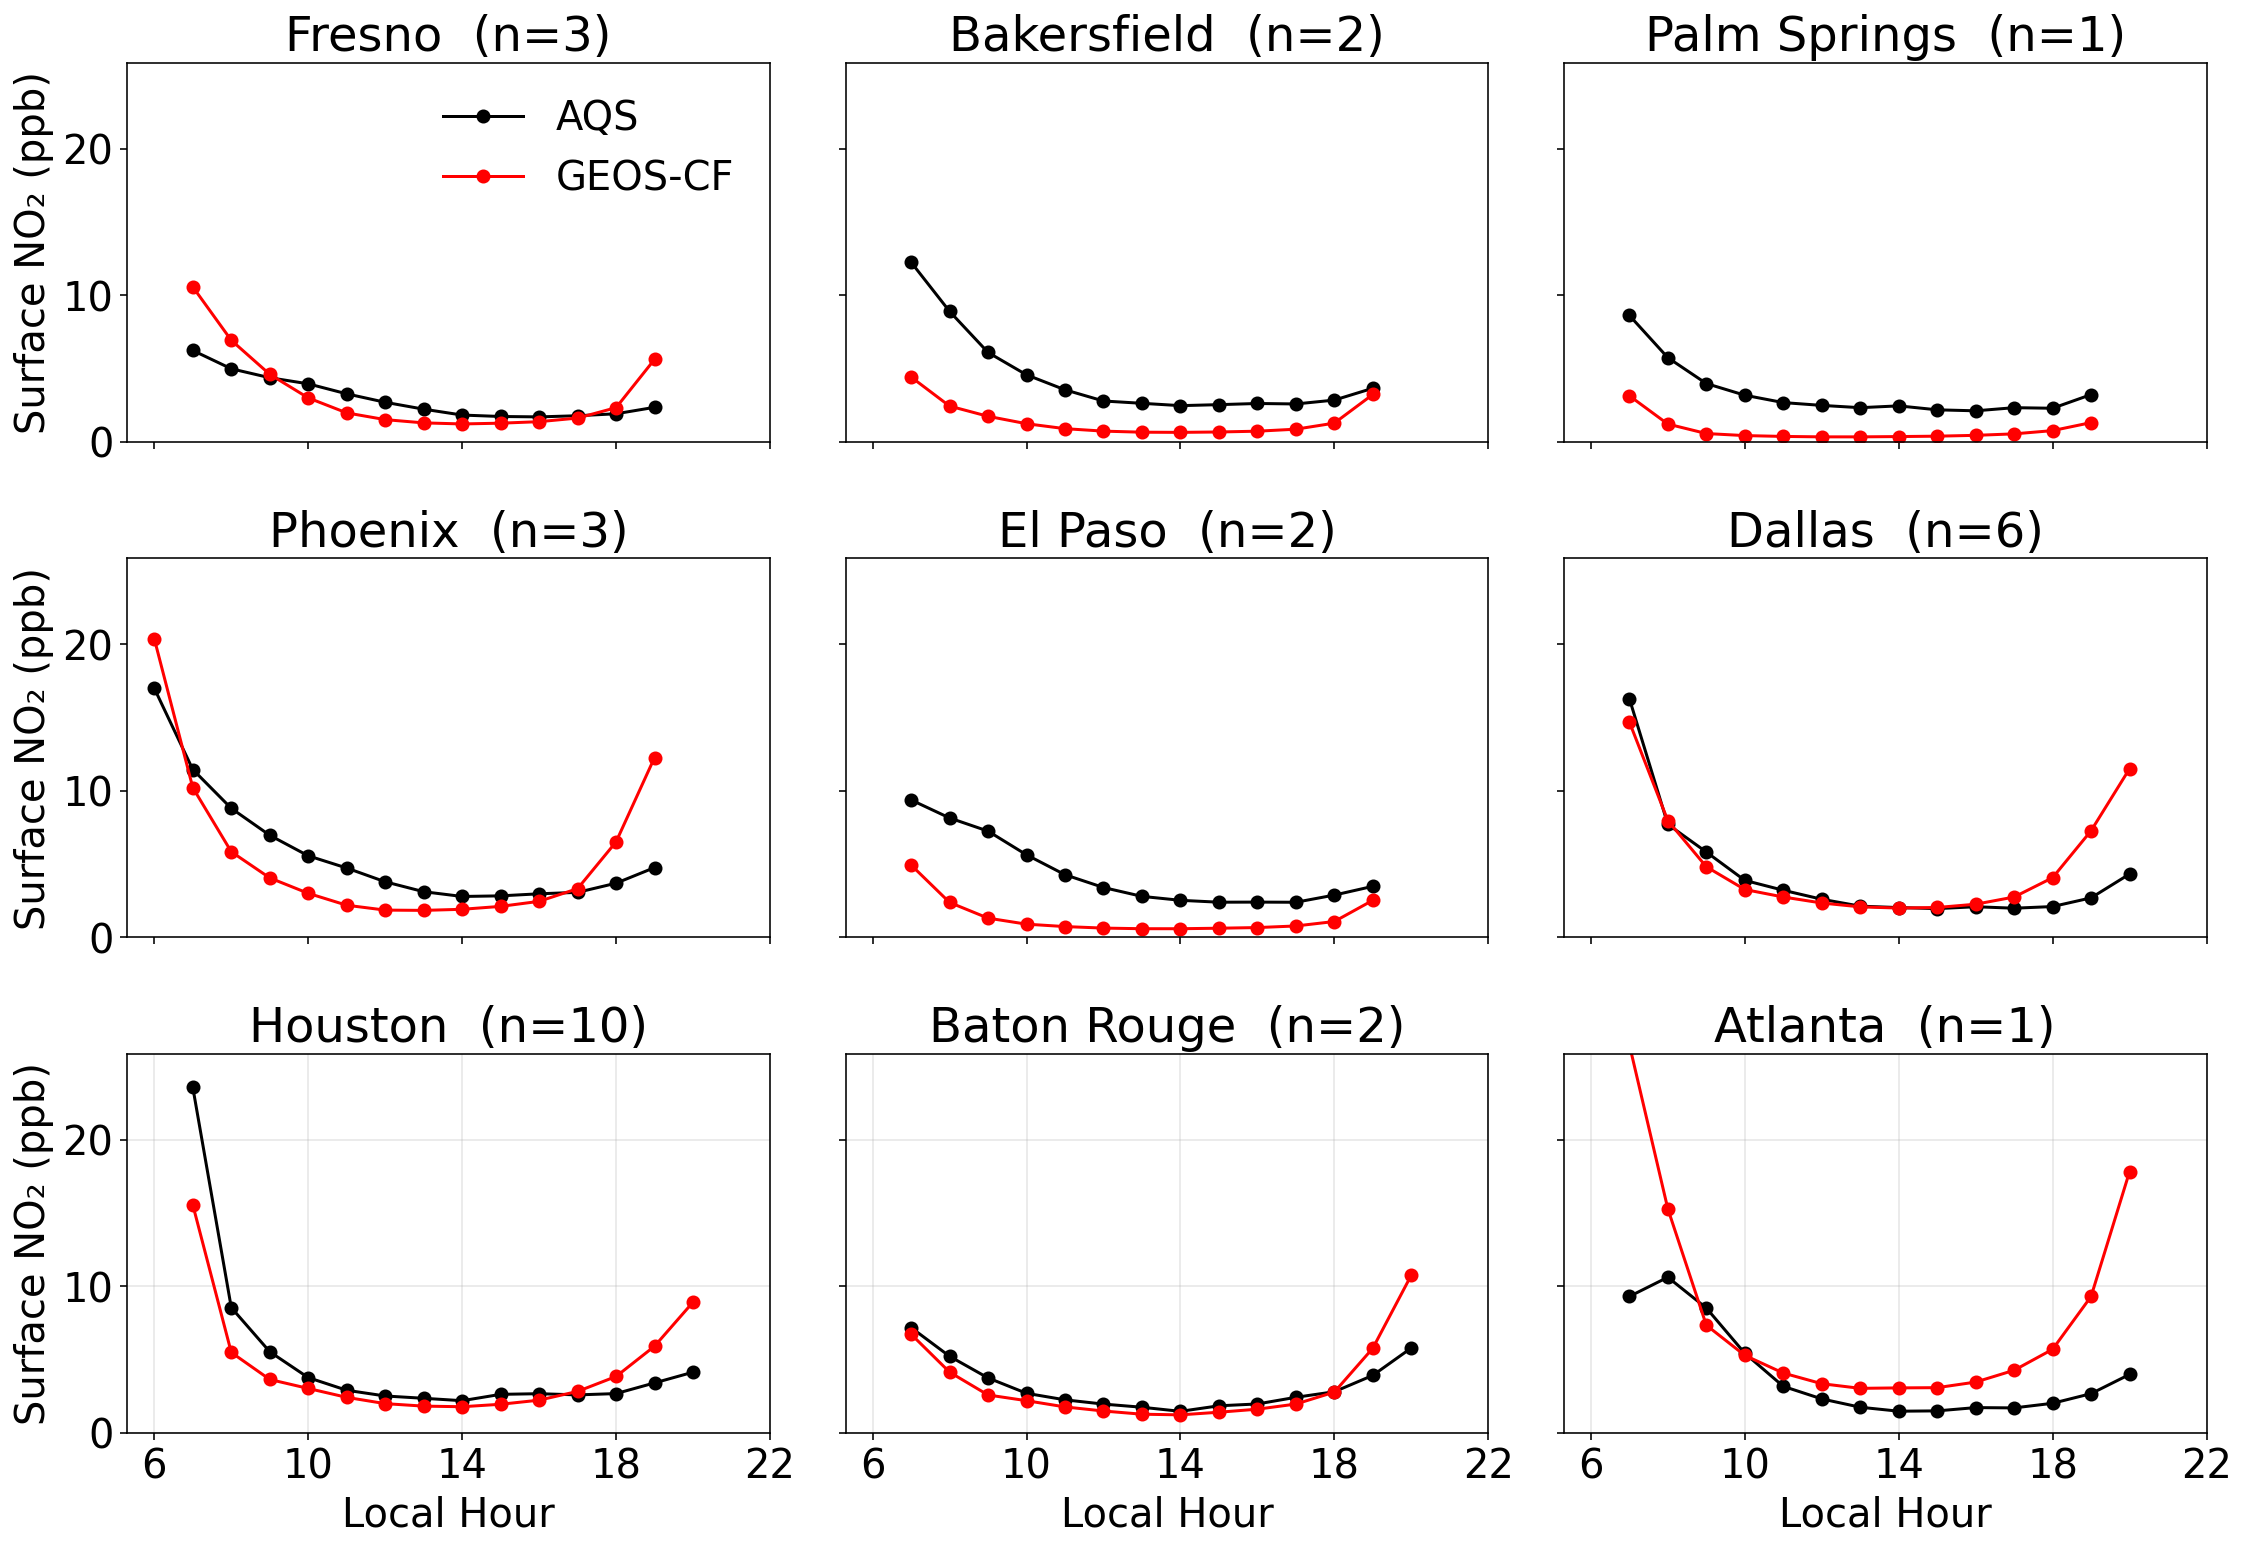 Fresno  (n=3)
Bakersfield  (n=2)
Palm Springs  (n=1)
Surface NO₂ (ppb)
20
10
0
AQS
GEOS-CF
Phoenix  (n=3)
El Paso  (n=2)
Dallas  (n=6)
Surface NO₂ (ppb)
20
10
0
Houston  (n=10)
Baton Rouge  (n=2)
Atlanta  (n=1)
Surface NO₂ (ppb)
20
10
0
6 10 14 18 22
6 10 14 18 22
6 10 14 18 22
Local Hour
Local Hour
Local Hour